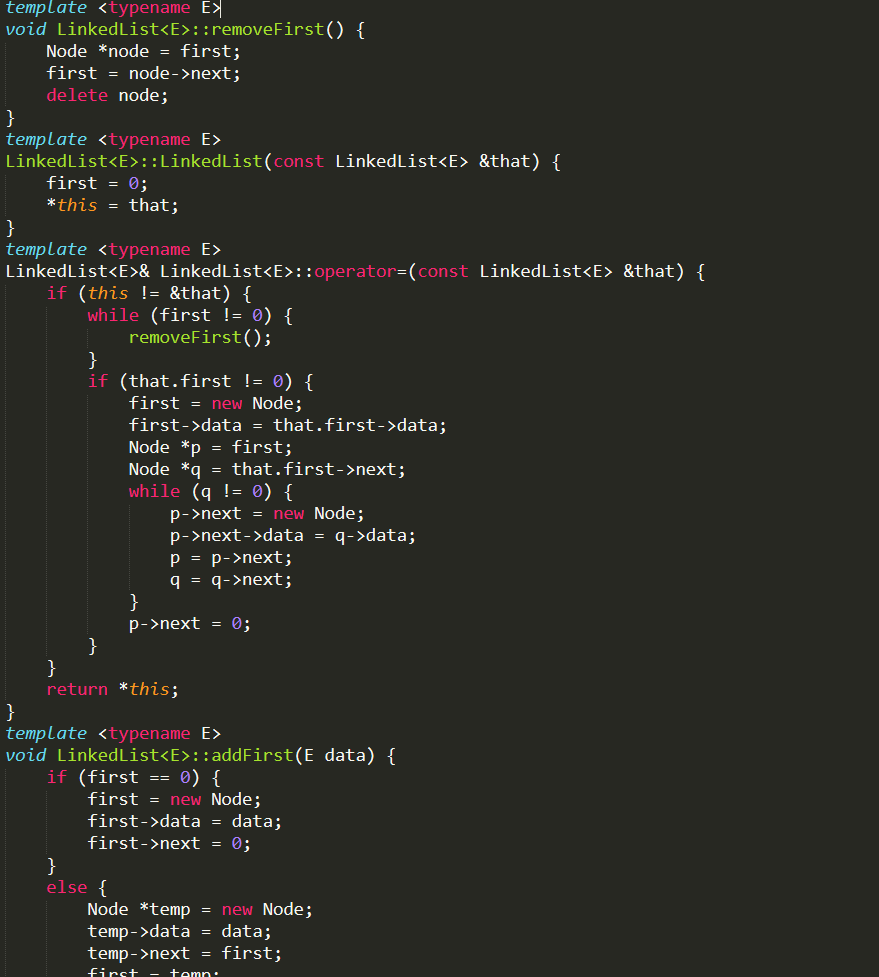 template <typename E>
void LinkedList<E>::removeFirst() {
    Node *node = first;
    first = node->next;
    delete node;
}
template <typename E>
LinkedList<E>::LinkedList(const LinkedList<E> &that) {
    first = 0;
    *this = that;
}
template <typename E>
LinkedList<E>& LinkedList<E>::operator=(const LinkedList<E> &that) {
    if (this != &that) {
        while (first != 0) {
            removeFirst();
        }
        if (that.first != 0) {
            first = new Node;
            first->data = that.first->data;
            Node *p = first;
            Node *q = that.first->next;
            while (q != 0) {
                p->next = new Node;
                p->next->data = q->data;
                p = p->next;
                q = q->next;
            }
            p->next = 0;
        }
    }
    return *this;
}
template <typename E>
void LinkedList<E>::addFirst(E data) {
    if (first == 0) {
        first = new Node;
        first->data = data;
        first->next = 0;
    }
    else {
        Node *temp = new Node;
        temp->data = data;
        temp->next = first;
        first = temp;